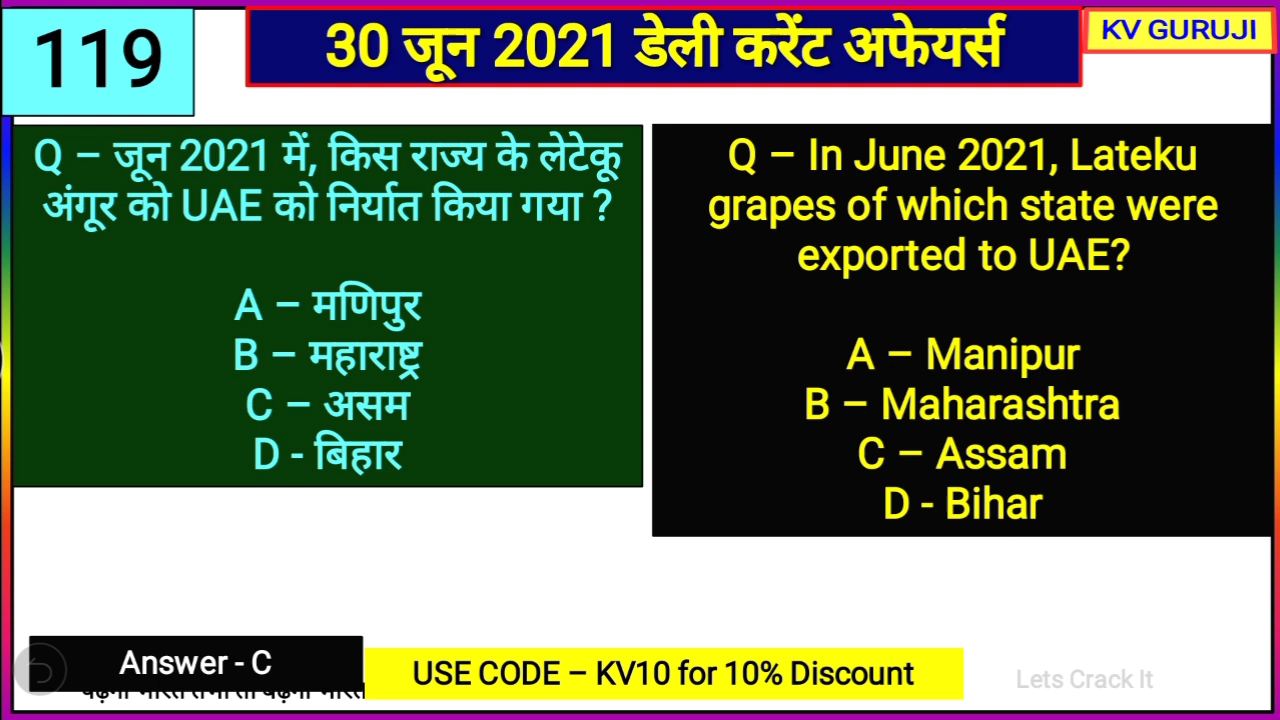 119
30 जून 2021 डेली करेंट अफेयर्स
KV GURUJI
Q – जून 2021 में, किस राज्य के लेटेकू
अंगूर को UAE को निर्यात किया गया ?
A – मणिपुर
B – महाराष्ट्र
C – असम
D - बिहार
Q – In June 2021, Lateku
grapes of which state were
exported to UAE?
A – Manipur
B – Maharashtra
C – Assam
D - Bihar
Answer - C
USE CODE – KV10 for 10% Discount
Lets Crack It